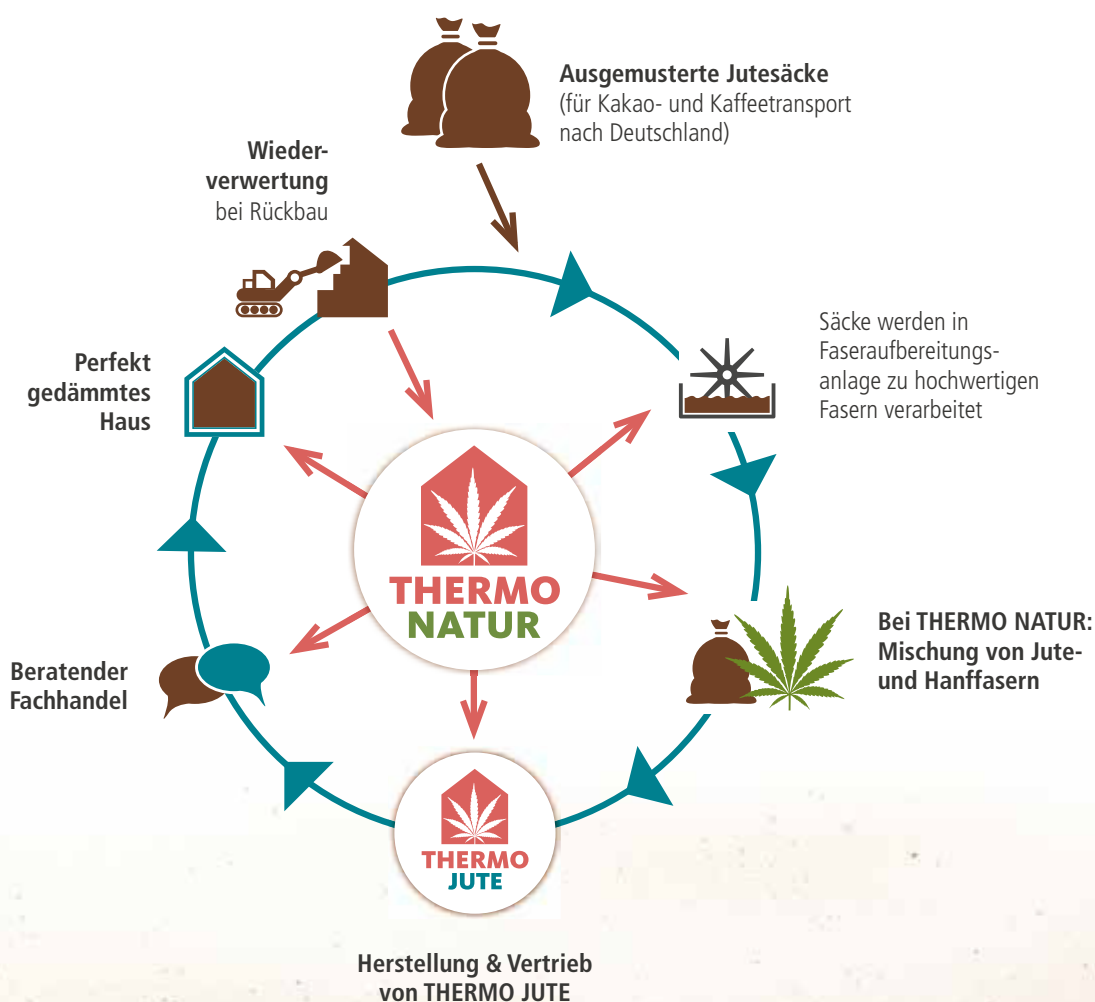 Ausgemusterte Jutesäcke
(für Kakao- und Kaffeetransport
nach Deutschland)
Wieder-
verwertung
bei Rückbau
Säcke werden in
Faseraufbereitungs-
anlage zu hochwertigen
Fasern verarbeitet
Perfekt
gedämmtes
Haus
THERMO
NATUR
Bei THERMO NATUR:
Mischung von Jute-
und Hanffasern
Beratender
Fachhandel
THERMO
JUTE
Herstellung & Vertrieb
von THERMO JUTE